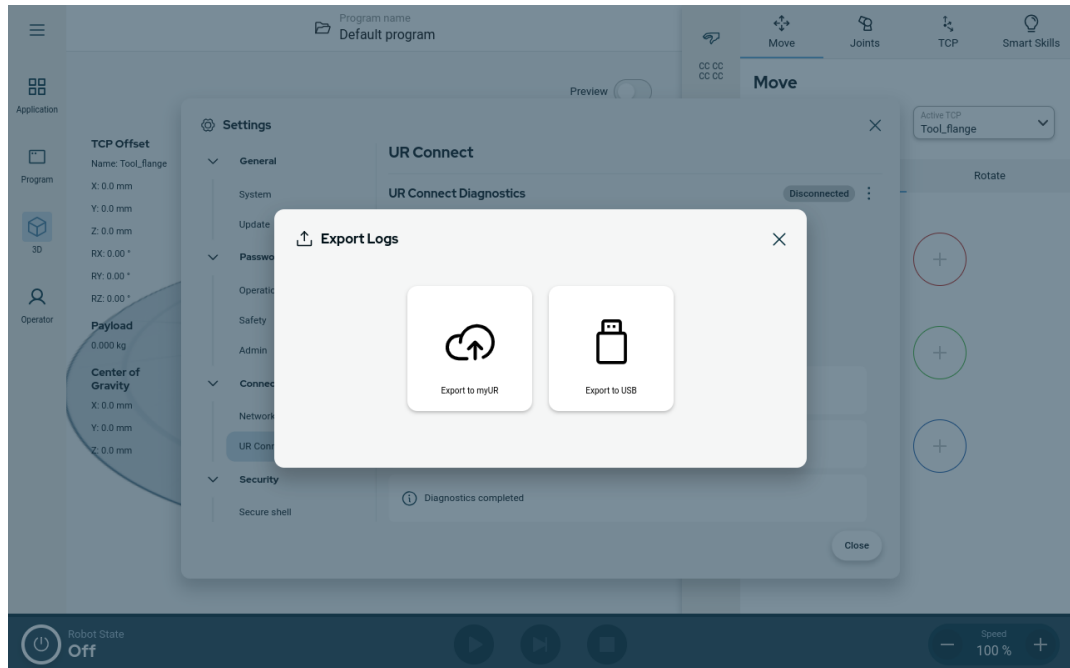 Program name
Default program
Move
Joints
TCP
Smart Skills
CC CC
CC CC
Application
Program
3D
Operator
Preview
Move
Active TCP
Tool_flange
Rotate
TCP Offset
Name: Tool_flange
X: 0.0 mm
Y: 0.0 mm
Z: 0.0 mm
RX: 0.00 °
RY: 0.00 °
RZ: 0.00 °
Payload
0.000 kg
Center of
Gravity
X: 0.0 mm
Y: 0.0 mm
Z: 0.0 mm
Settings
General
System
Update
Passwo
Operatio
Safety
Admin
Connec
Network
UR Conn
Security
Secure shell
UR Connect
UR Connect Diagnostics
Disconnected
Export Logs
Export to myUR
Export to USB
Diagnostics completed
Close
Robot State
Off
Speed
100 %